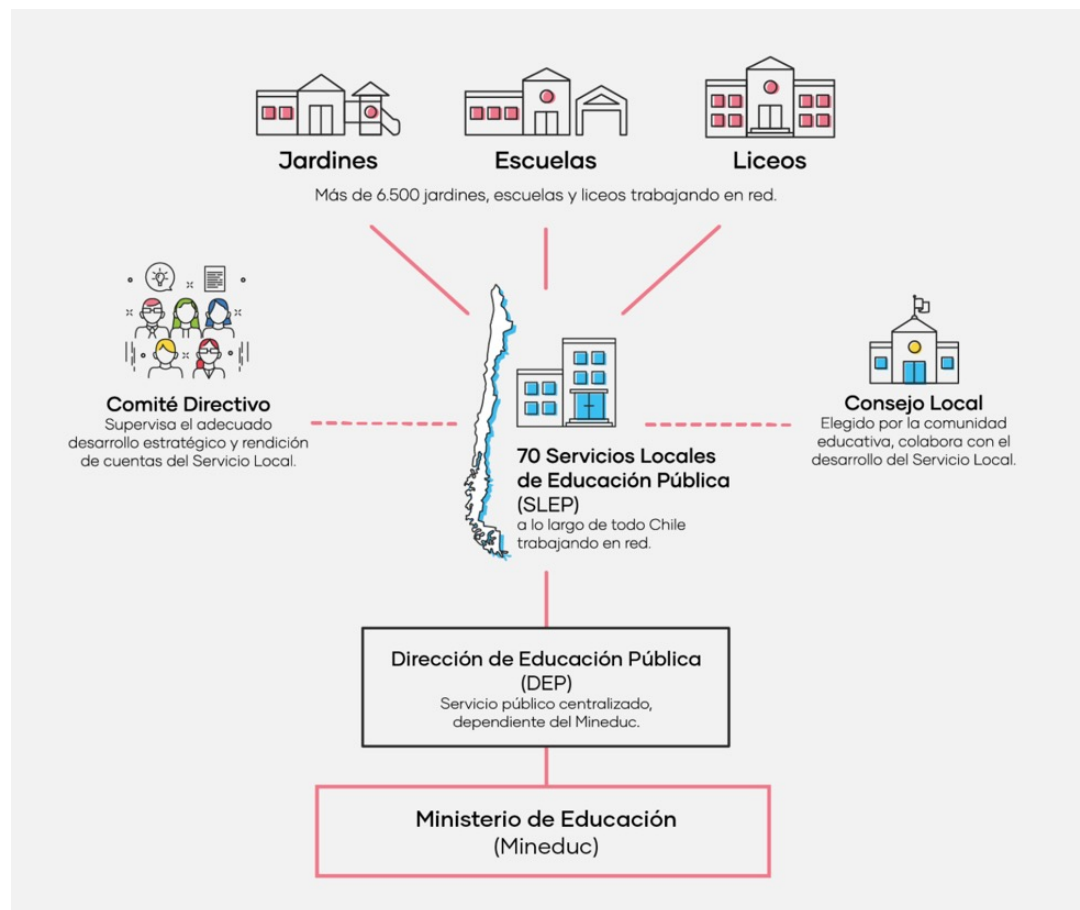 Jardines
Escuelas
Liceos
Más de 6.500 jardines, escuelas y liceos trabajando en red.
Comité Directivo
Supervisa el adecuado
desarrollo estratégico y rendición
de cuentas del Servicio Local.
Consejo Local
Elegido por la comunidad
educativa, colabora con el
desarrollo del Servicio Local.
70 Servicios Locales
de Educación Pública
(SLEP)
a lo largo de todo Chile
trabajando en red.
Dirección de Educación Pública
(DEP)
Servicio público centralizado,
dependiente del Mineduc.
Ministerio de Educación
(Mineduc)